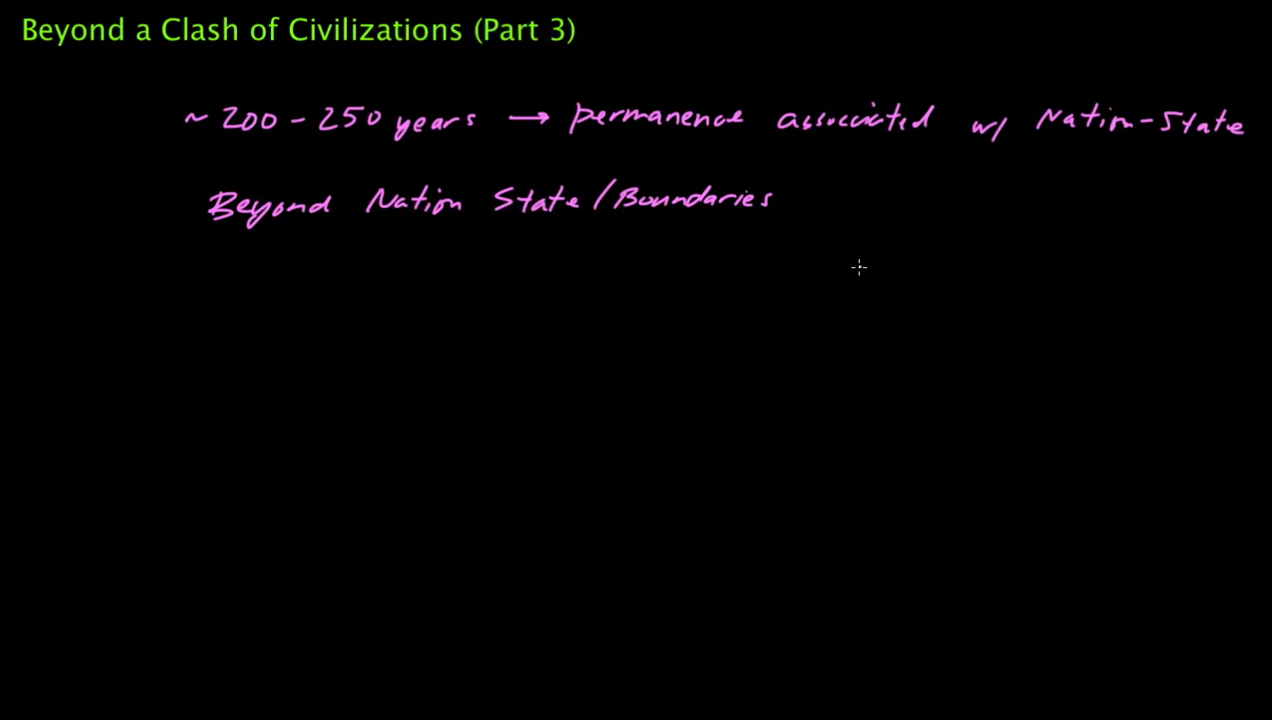 Beyond a Clash of Civilizations (Part 3)
~ 200 - 250 years → permanence associated w/ Nation-State
Beyond Nation State/Boundaries